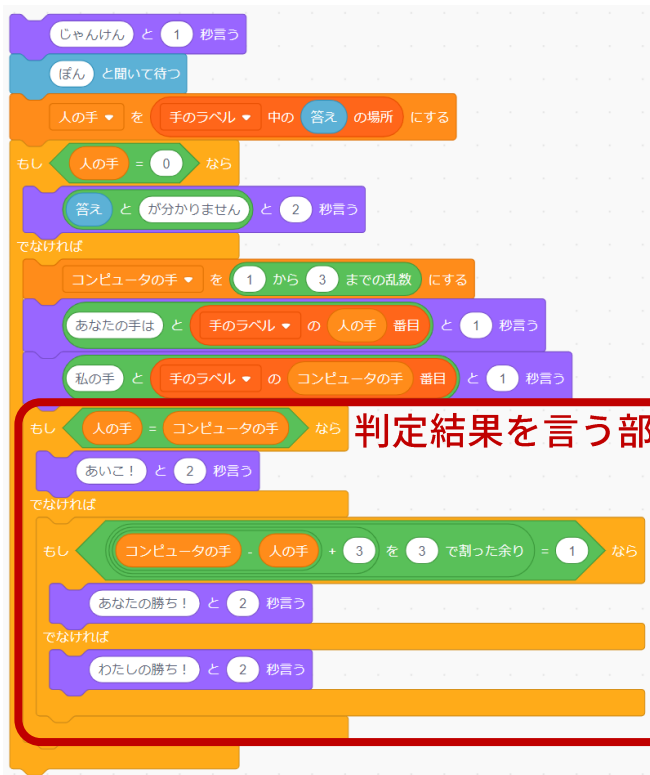 じゃんけん と 1 秒言う
ぽん と聞いて待つ
人の手 を 手のラベル 中の 答え の場所 にする
もし 人の手 = 0 なら
答え と が分かりません と 2 秒言う
でなければ
コンピュータの手 を 1 から 3 までの乱数 にする
あなたの手は と 手のラベル の 人の手 番目 と 1 秒言う
私の手 と 手のラベル の コンピュータの手 番目 と 1 秒言う
もし 人の手 = コンピュータの手 なら 判定結果を言う部
あいこ! と 2 秒言う
でなければ
もし コンピュータの手 - 人の手 + 3 を 3 で割った余り = 1 なら
あなたの勝ち! と 2 秒言う
でなければ
わたしの勝ち! と 2 秒言う